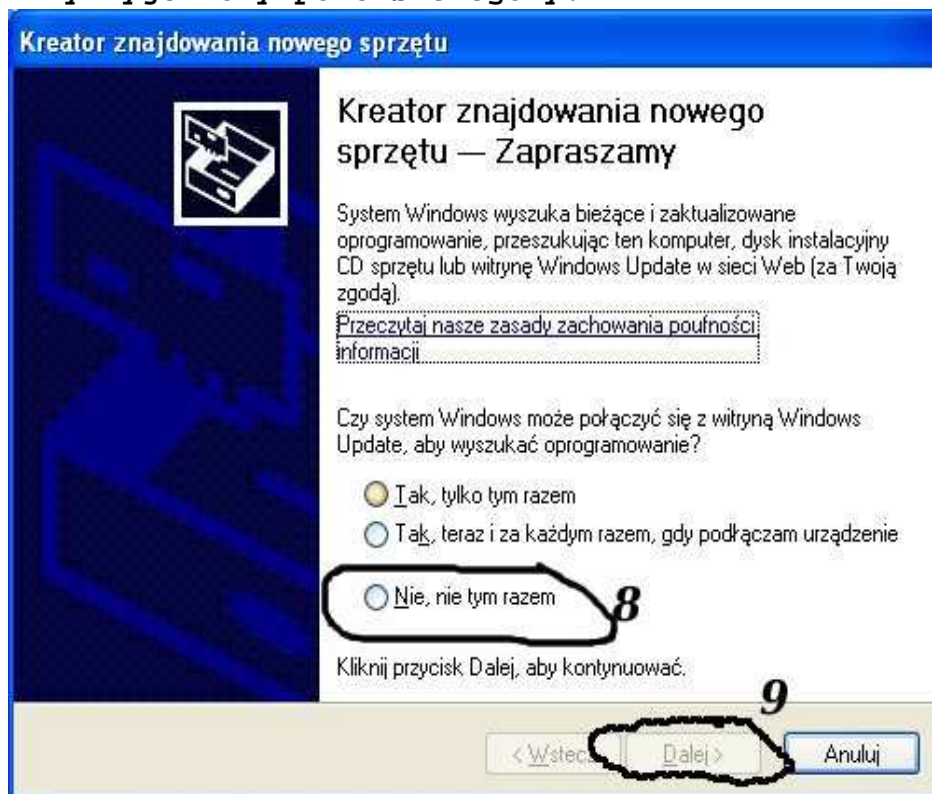 Kreator znajdowania nowego sprzętu
Kreator znajdowania nowego
sprzętu — Zapraszamy
System Windows wyszuka bieżące i zaktualizowane
oprogramowanie, przeszukując ten komputer, dysk instalacyjny
CD sprzętu lub witrynę Windows Update w sieci Web (za Twoją
zgodą).
Przeczytaj nasze zasady zachowania poufności
informacji
Czy system Windows może połączyć się z witryną Windows
Update, aby wyszukać oprogramowanie?
Tak, tylko tym razem
Tak, teraz i za każdym razem, gdy podłączam urządzenie
Nie, nie tym razem
8
Kliknij przycisk Dalej, aby kontynuować.
9
< Wstecz Dalej > Anuluj